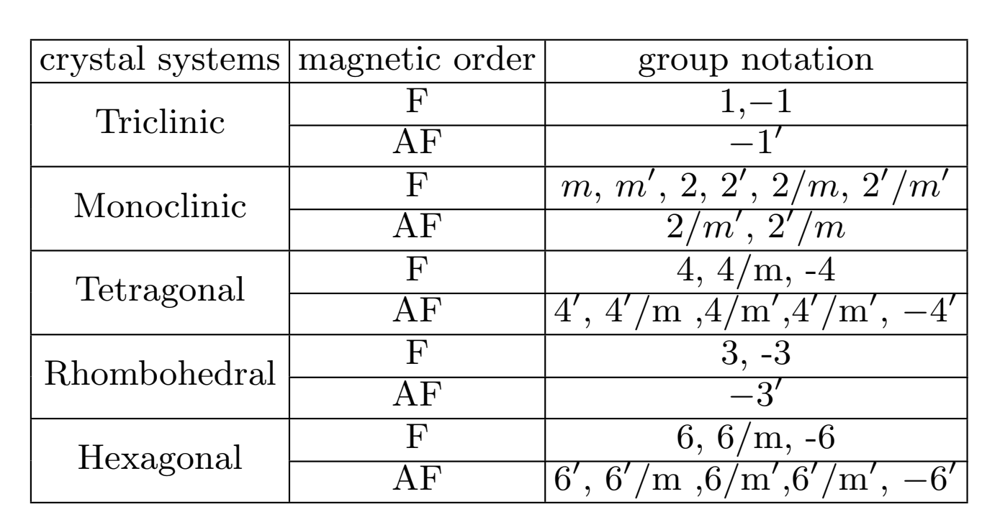 crystal systems magnetic order group notation
Triclinic F 1,−1
AF −1′
Monoclinic F m, m′, 2, 2′, 2/m, 2′/m′
AF 2/m′, 2′/m
Tetragonal F 4, 4/m, -4
AF 4′, 4′/m ,4/m′,4′/m′, −4′
Rhombohedral F 3, -3
AF −3′
Hexagonal F 6, 6/m, -6
AF 6′, 6′/m ,6/m′,6′/m′, −6′